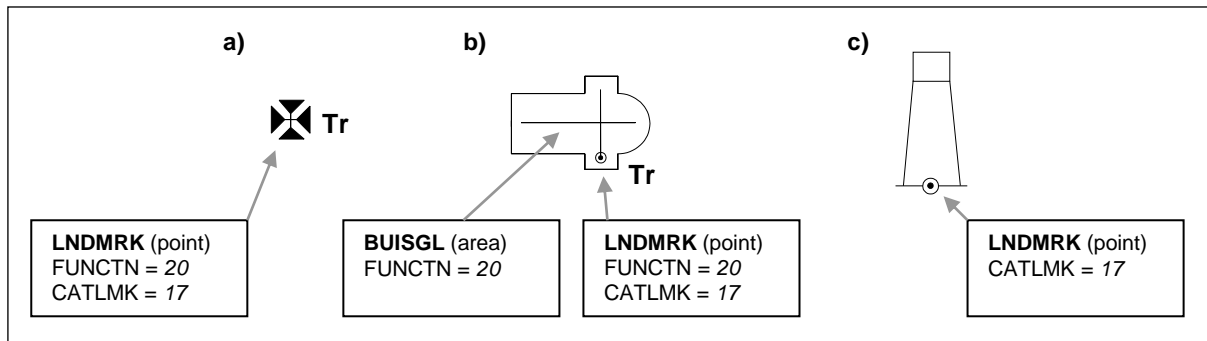 a)
Tr
LNDMRK (point)
FUNCTN = 20
CATLMK = 17
b)
Tr
BUISGL (area)
FUNCTN = 20
LNDMRK (point)
FUNCTN = 20
CATLMK = 17
c)
LNDMRK (point)
CATLMK = 17